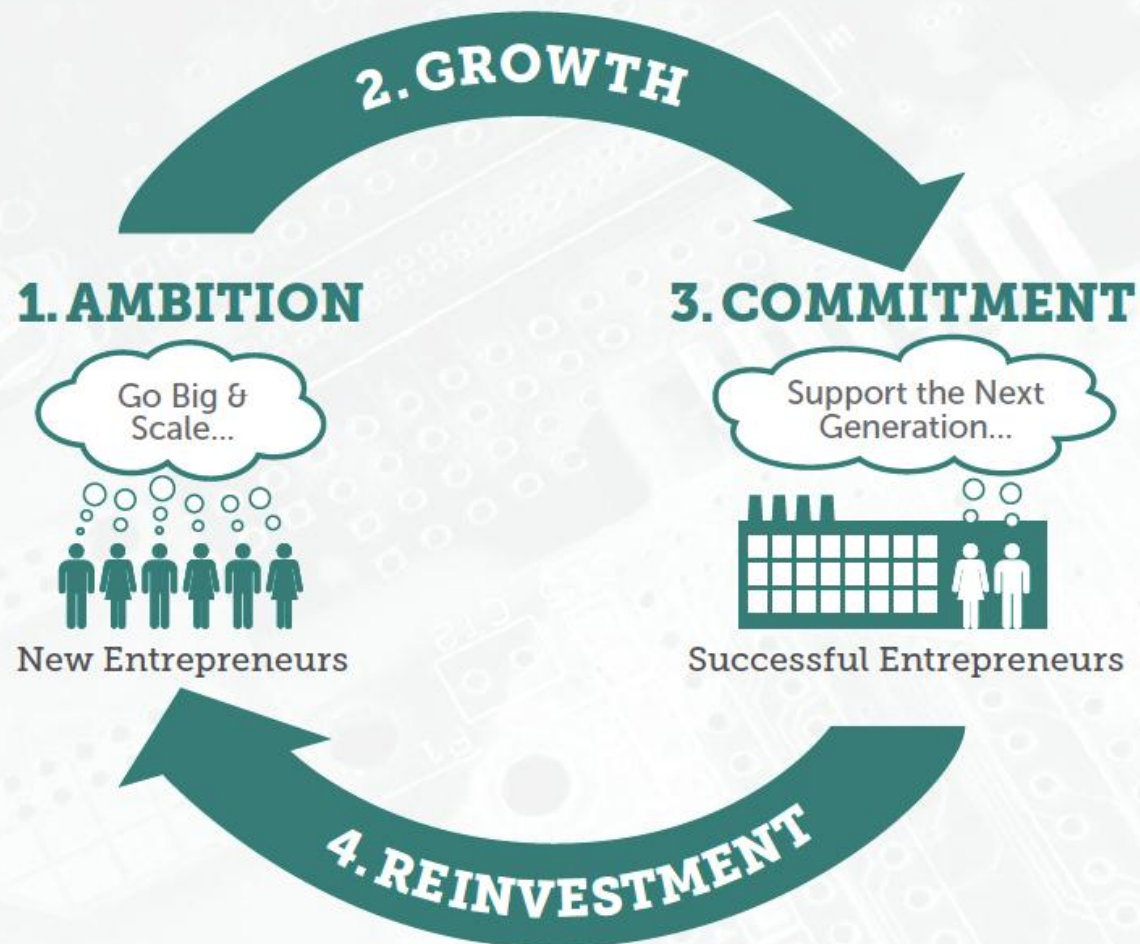 2. GROWTH
1. AMBITION
Go Big &
Scale...
New Entrepreneurs
3. COMMITMENT
Support the Next
Generation...
Successful Entrepreneurs
4. REINVESTMENT